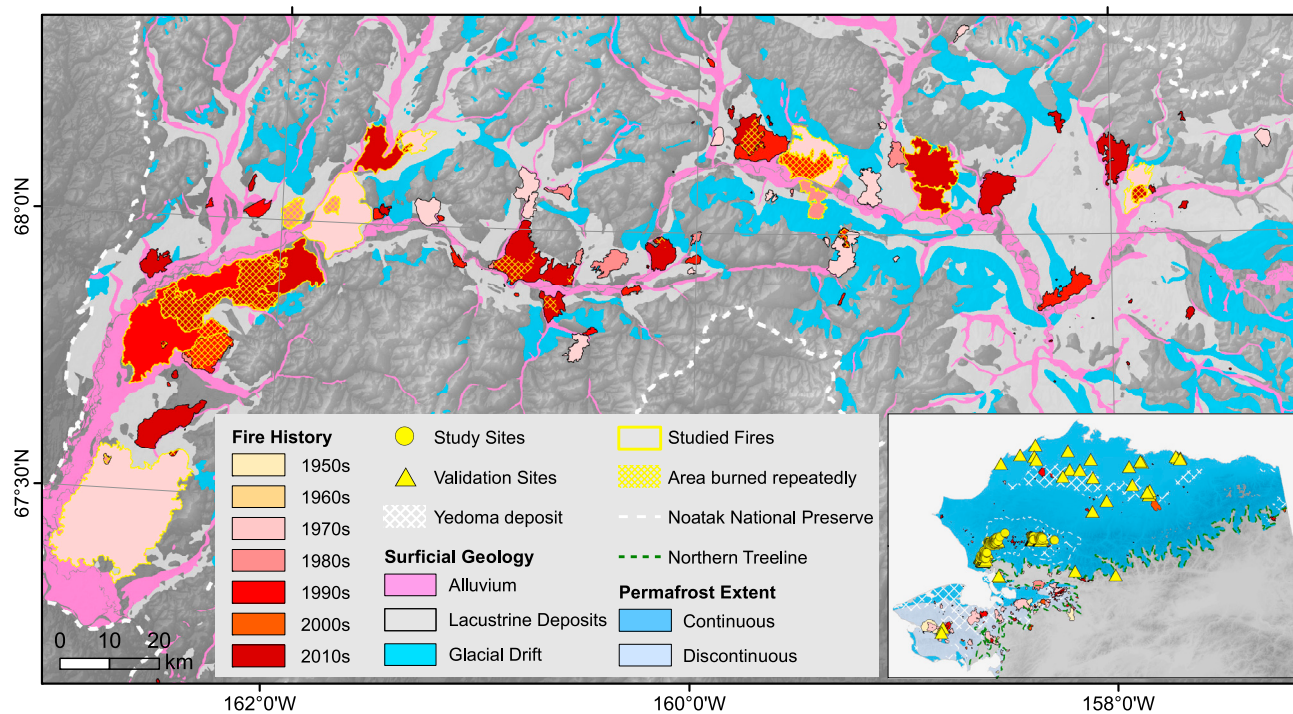 68°0'N
67°30'N
Fire History
1950s
1960s
1970s
1980s
1990s
2000s
2010s
Study Sites
Validation Sites
Yedoma deposit
Surficial Geology
Alluvium
Lacustrine Deposits
Glacial Drift
Studied Fires
Area burned repeatedly
Noatak National Preserve
Northern Treeline
Permafrost Extent
Continuous
Discontinuous
0 10 20
km
162°0'W 160°0'W 158°0'W